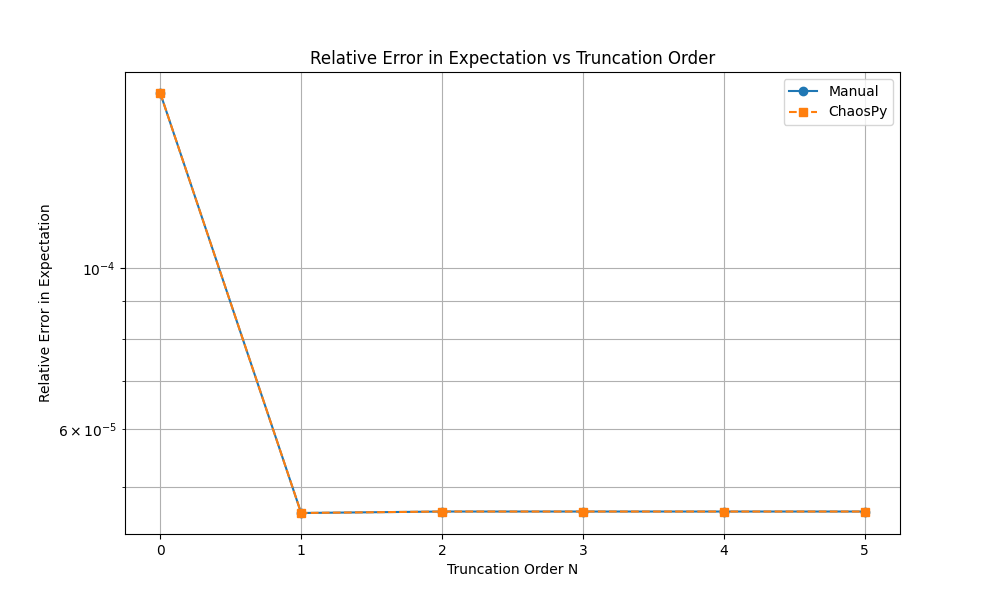 Relative Error in Expectation vs Truncation Order
Manual
ChaosPy
Relative Error in Expectation
10⁻⁴
6 × 10⁻⁵
0 1 2 3 4 5
Truncation Order N